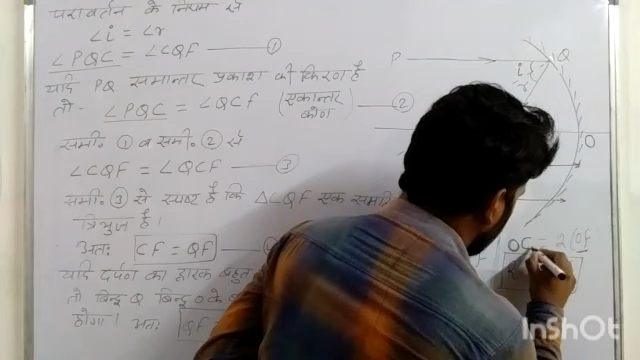 परावर्तन के नियम से
∠i = ∠r
∠PQC = ∠CQF — ①
यदि PQ समान्तर प्रकाश की किरण है
तो - ∠PQC = ∠QCF (एकान्तर कोण) — ②
समी० ① व समी० ② से
∠CQF = ∠QCF — ③
समी० ③ से स्पष्ट है कि △CQF एक
त्रिभुज है।
अतः CF = QF
यदि दर्पण का द्वारक बहुत
तो बिन्दु Q बिन्दु O के
होगा। अतः QF
P
Q
i
r
O
OC = 2 (OF
InShOt